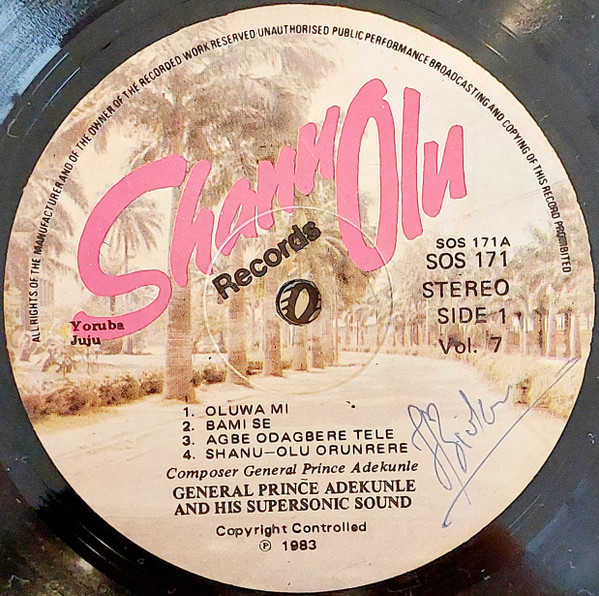 ALL RIGHTS OF THE MANUFACTURER AND OF THE OWNER OF THE RECORDED WORK RESERVED UNAUTHORISED PUBLIC PERFORMANCE BROADCASTING AND COPYING OF THIS RECORD PROHIBITED
Shanu Olu
Records
SOS 171A
SOS 171
STEREO
SIDE 1
Vol. 7
Yoruba
Juju
1. OLUWA MI
2. BAMI SE
3. AGBE ODAGBERE TELE
4. SHANU-OLU ORUNRERE
Composer General Prince Adekunle
GENERAL PRINCE ADEKUNLE
AND HIS SUPERSONIC SOUND
Copyright Controlled
℗ 1983